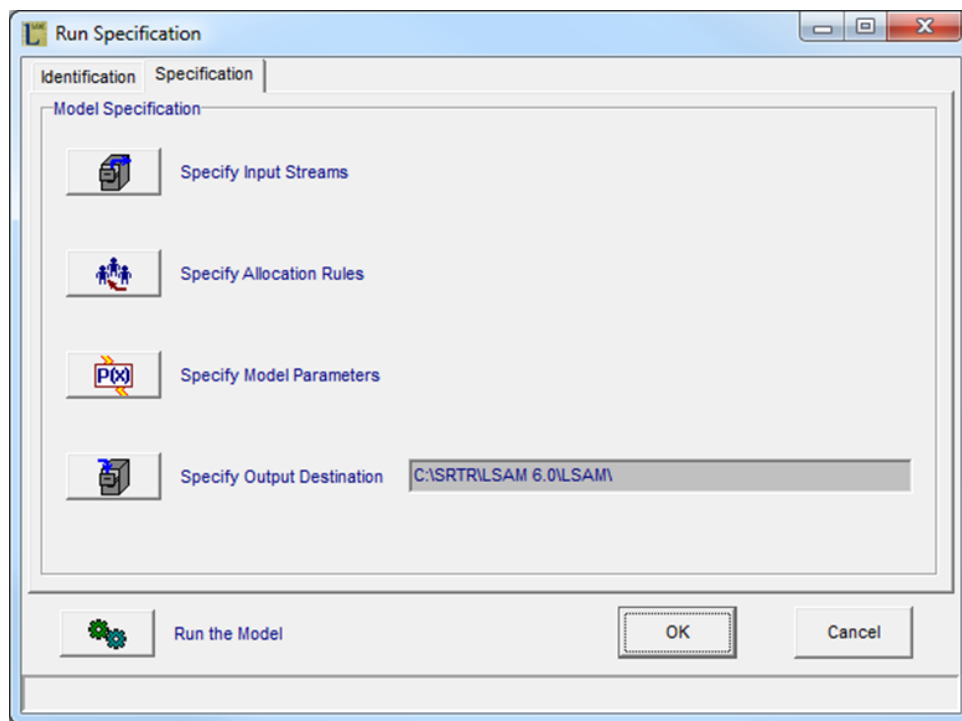 Run Specification
Identification
Specification
Model Specification
Specify Input Streams
Specify Allocation Rules
P(x)
Specify Model Parameters
Specify Output Destination
C:\SRTR\LSAM 6.0\LSAM\
Run the Model
OK
Cancel